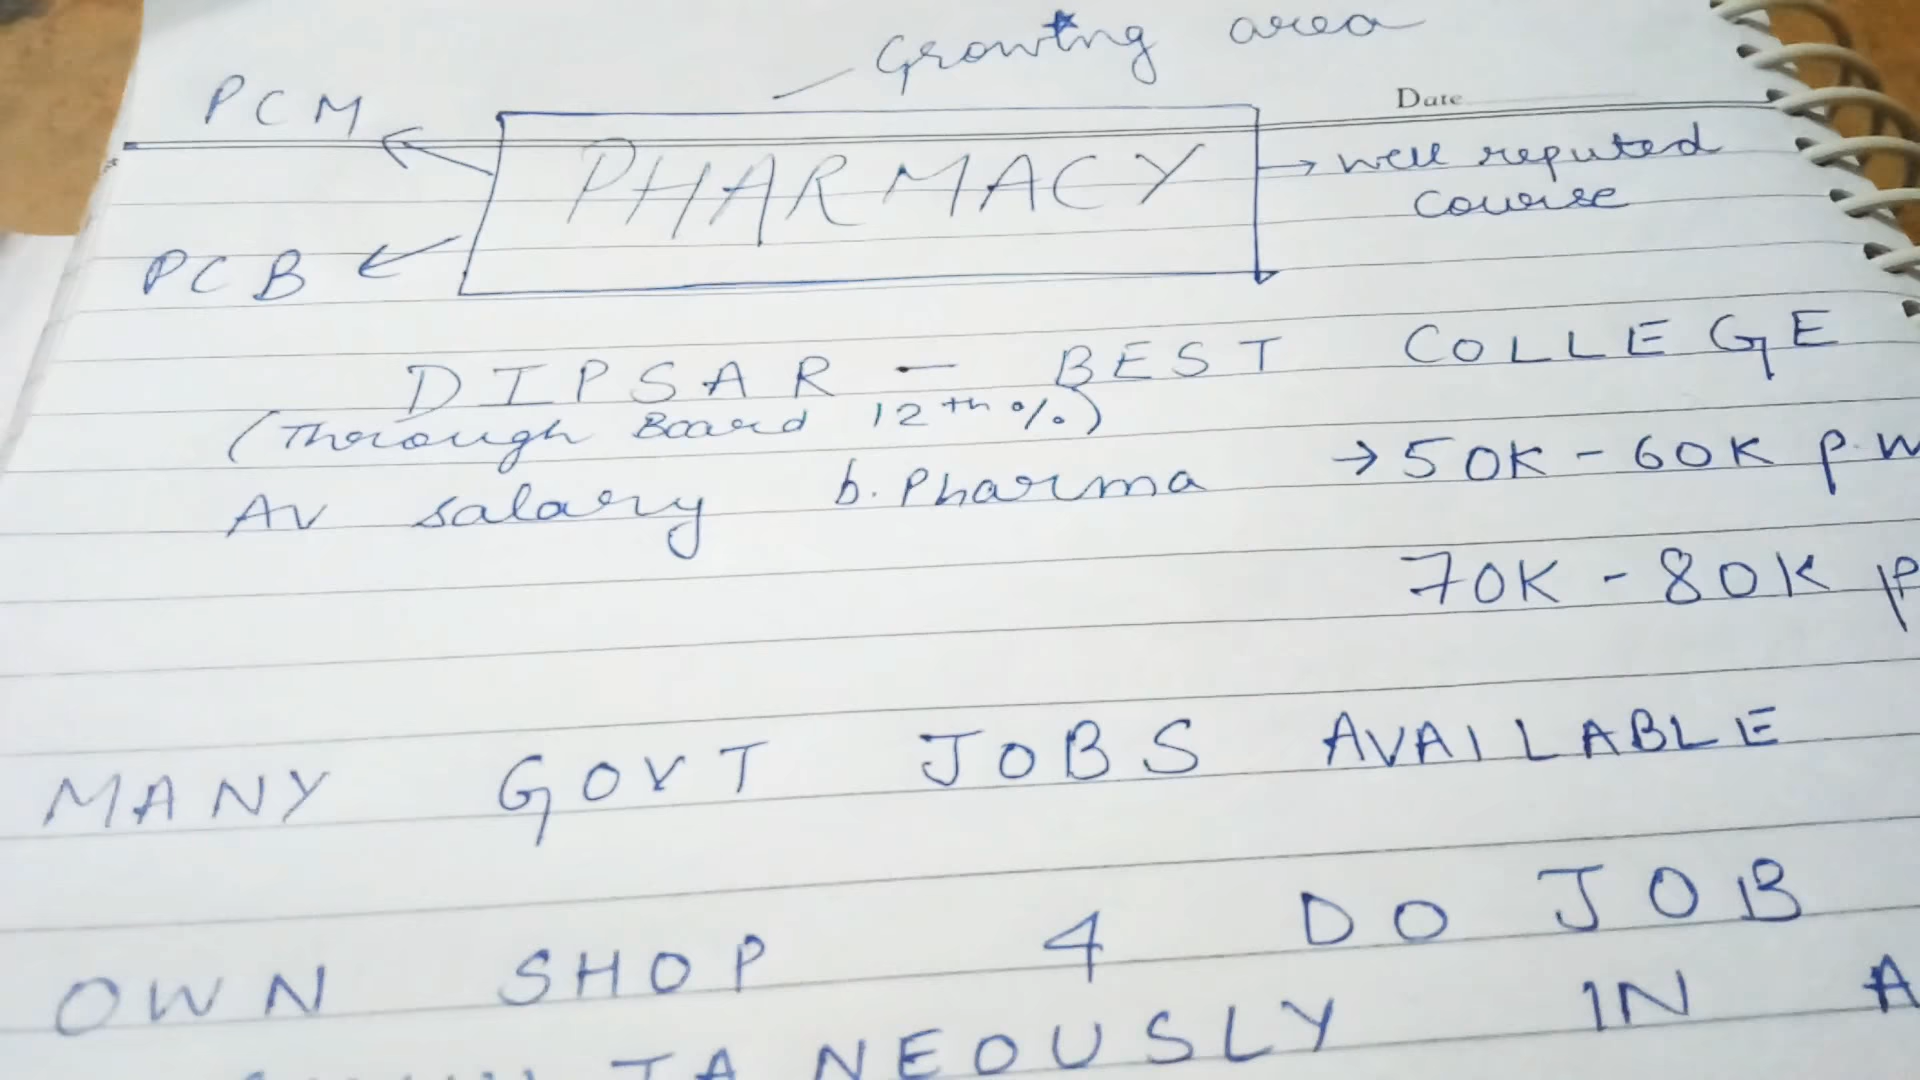 Growing area
PCM
Date
PHARMACY
→ well reputed
course
PCB
DIPSAR - BEST COLLEGE
(Through Board 12th %)
Av salary b. Pharma → 50K - 60K p.
70K - 80K p
MANY GOVT JOBS AVAILABLE
OWN SHOP 4 DO JOB
NEOUSLY IN A